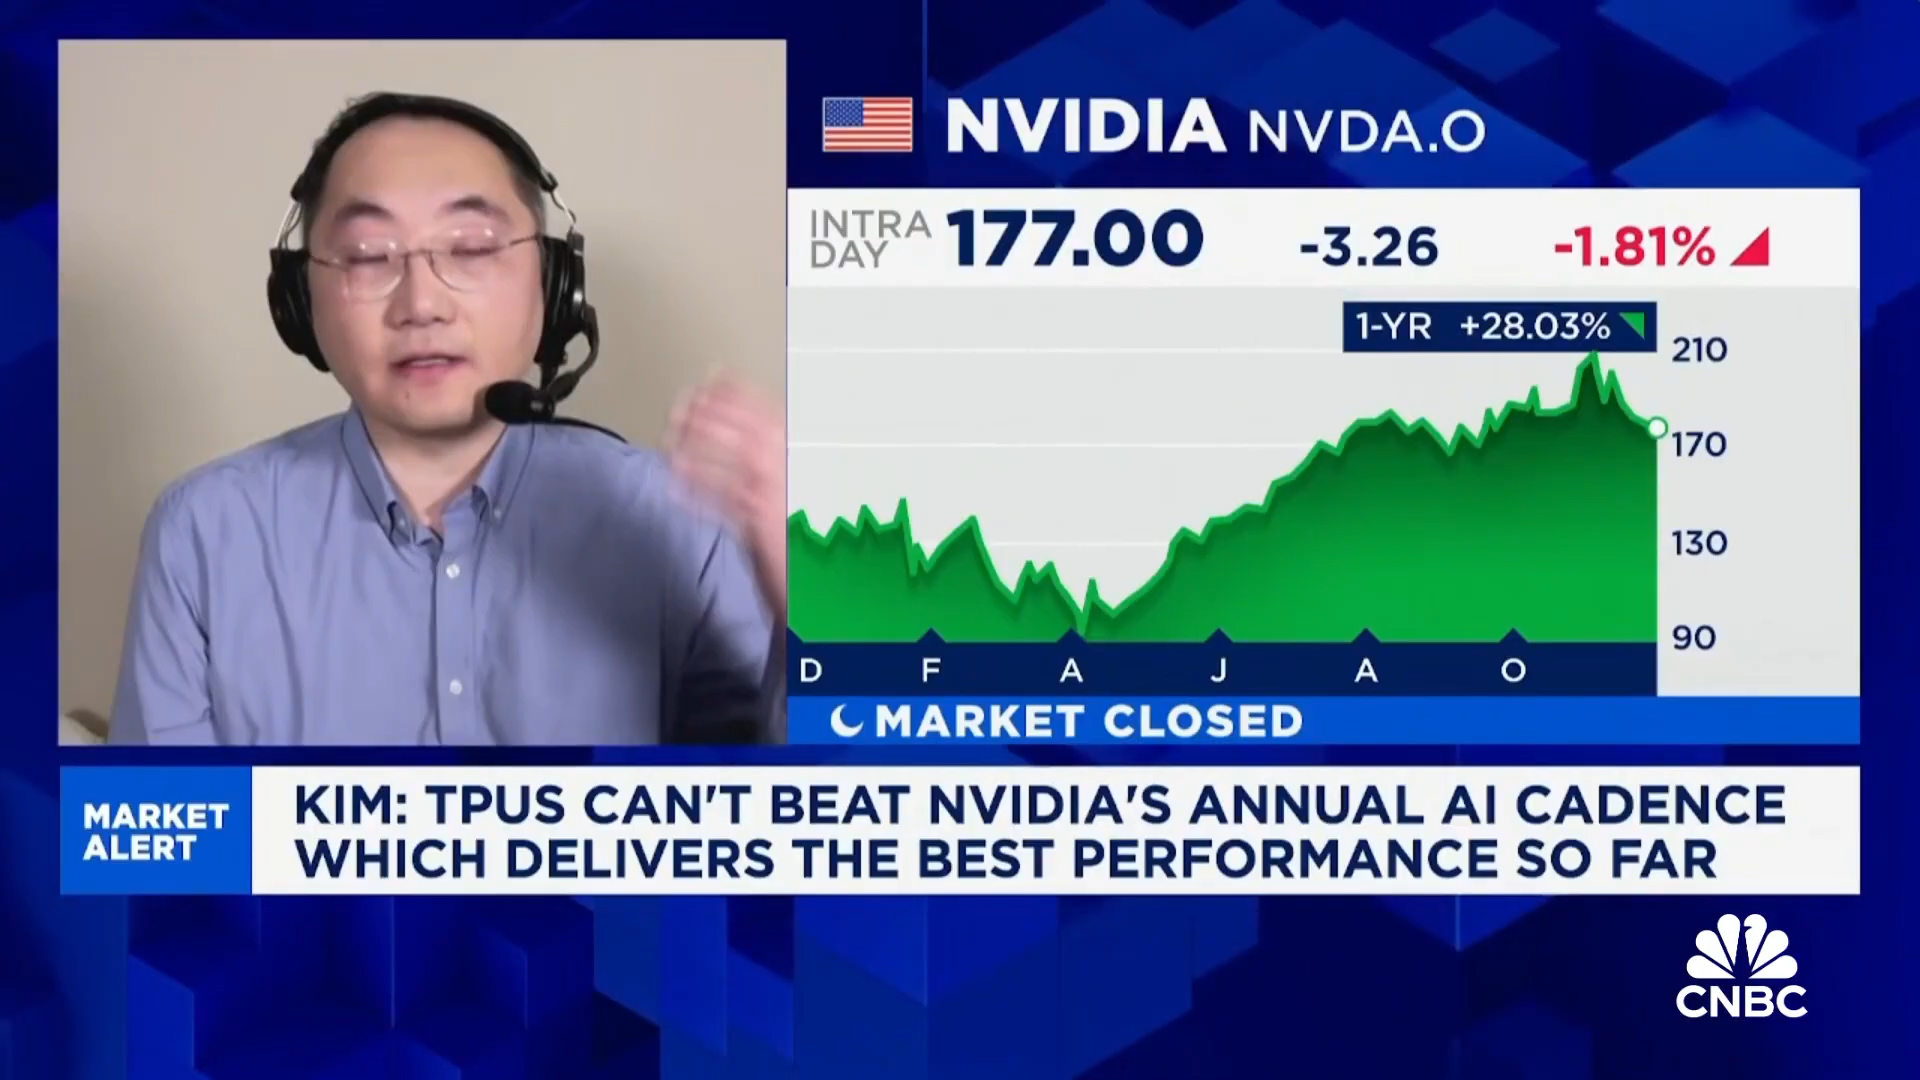 NVIDIA NVDA.O
INTRA DAY 177.00 -3.26 -1.81%
1-YR +28.03%
210
170
130
90
D F A J A O
MARKET CLOSED
MARKET ALERT
KIM: TPUS CAN'T BEAT NVIDIA'S ANNUAL AI CADENCE
WHICH DELIVERS THE BEST PERFORMANCE SO FAR
CNBC